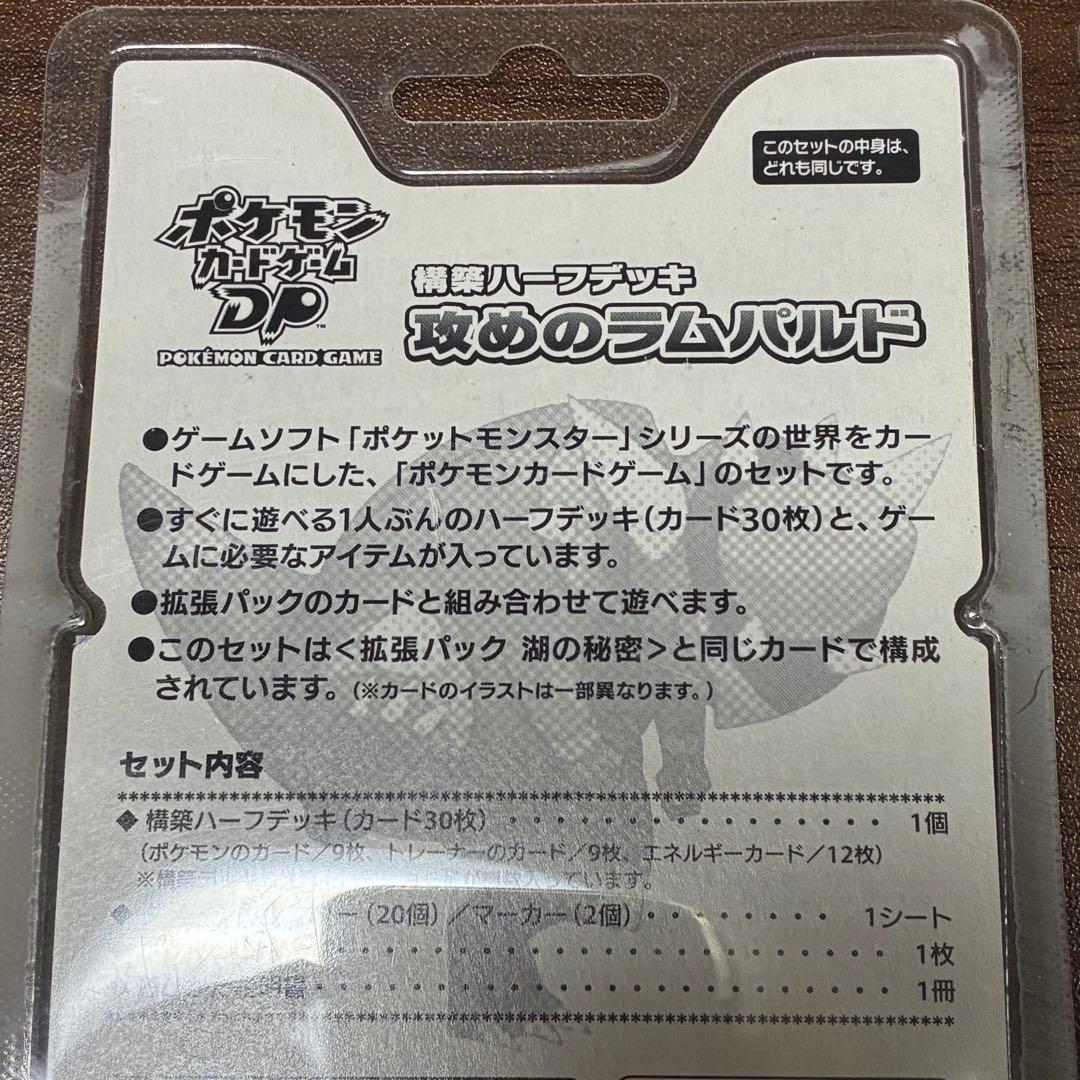 このセットの中身は、
どれも同じです。
ポケモン
カードゲーム
DP™
POKÉMON CARD GAME
構築ハーフデッキ
攻めのラムパルド
●ゲームソフト「ポケットモンスター」シリーズの世界をカー
ドゲームにした、「ポケモンカードゲーム」のセットです。
●すぐに遊べる1人ぶんのハーフデッキ(カード30枚)と、ゲー
ムに必要なアイテムが入っています。
●拡張パックのカードと組み合わせて遊べます。
●このセットは<拡張パック 湖の秘密>と同じカードで構成
されています。(※カードのイラストは一部異なります。)
セット内容
◆構築ハーフデッキ(カード30枚)・・・・・・・・・・・・・・・・1個
(ポケモンのカード/9枚、トレーナーのカード/9枚、エネルギーカード/12枚)
※構築 います。
ー(20個)/マーカー(2個)・・・・・・・・1シート
1枚
明書・・・・・・・・・・・・・・・・・・・・・・・・1冊